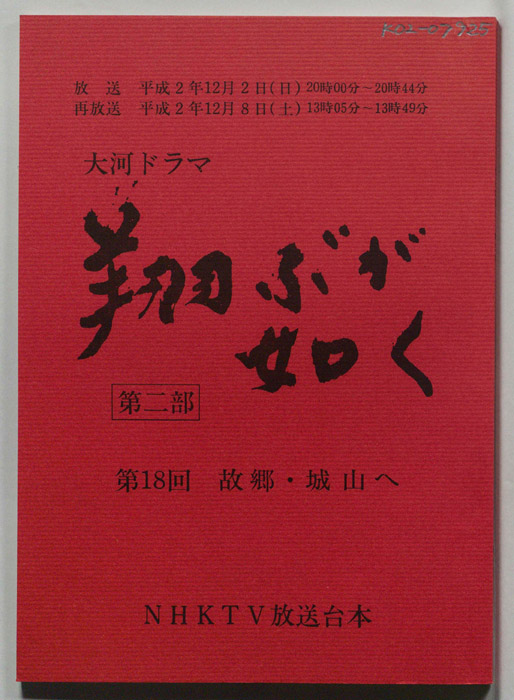 K02-07925
放 送 平成2年12月2日(日)20時00分~20時44分
再放送 平成2年12月8日(土)13時05分~13時49分
大河ドラマ
翔ぶが
如く
第二部
第18回 故郷・城山へ
NHKTV放送台本